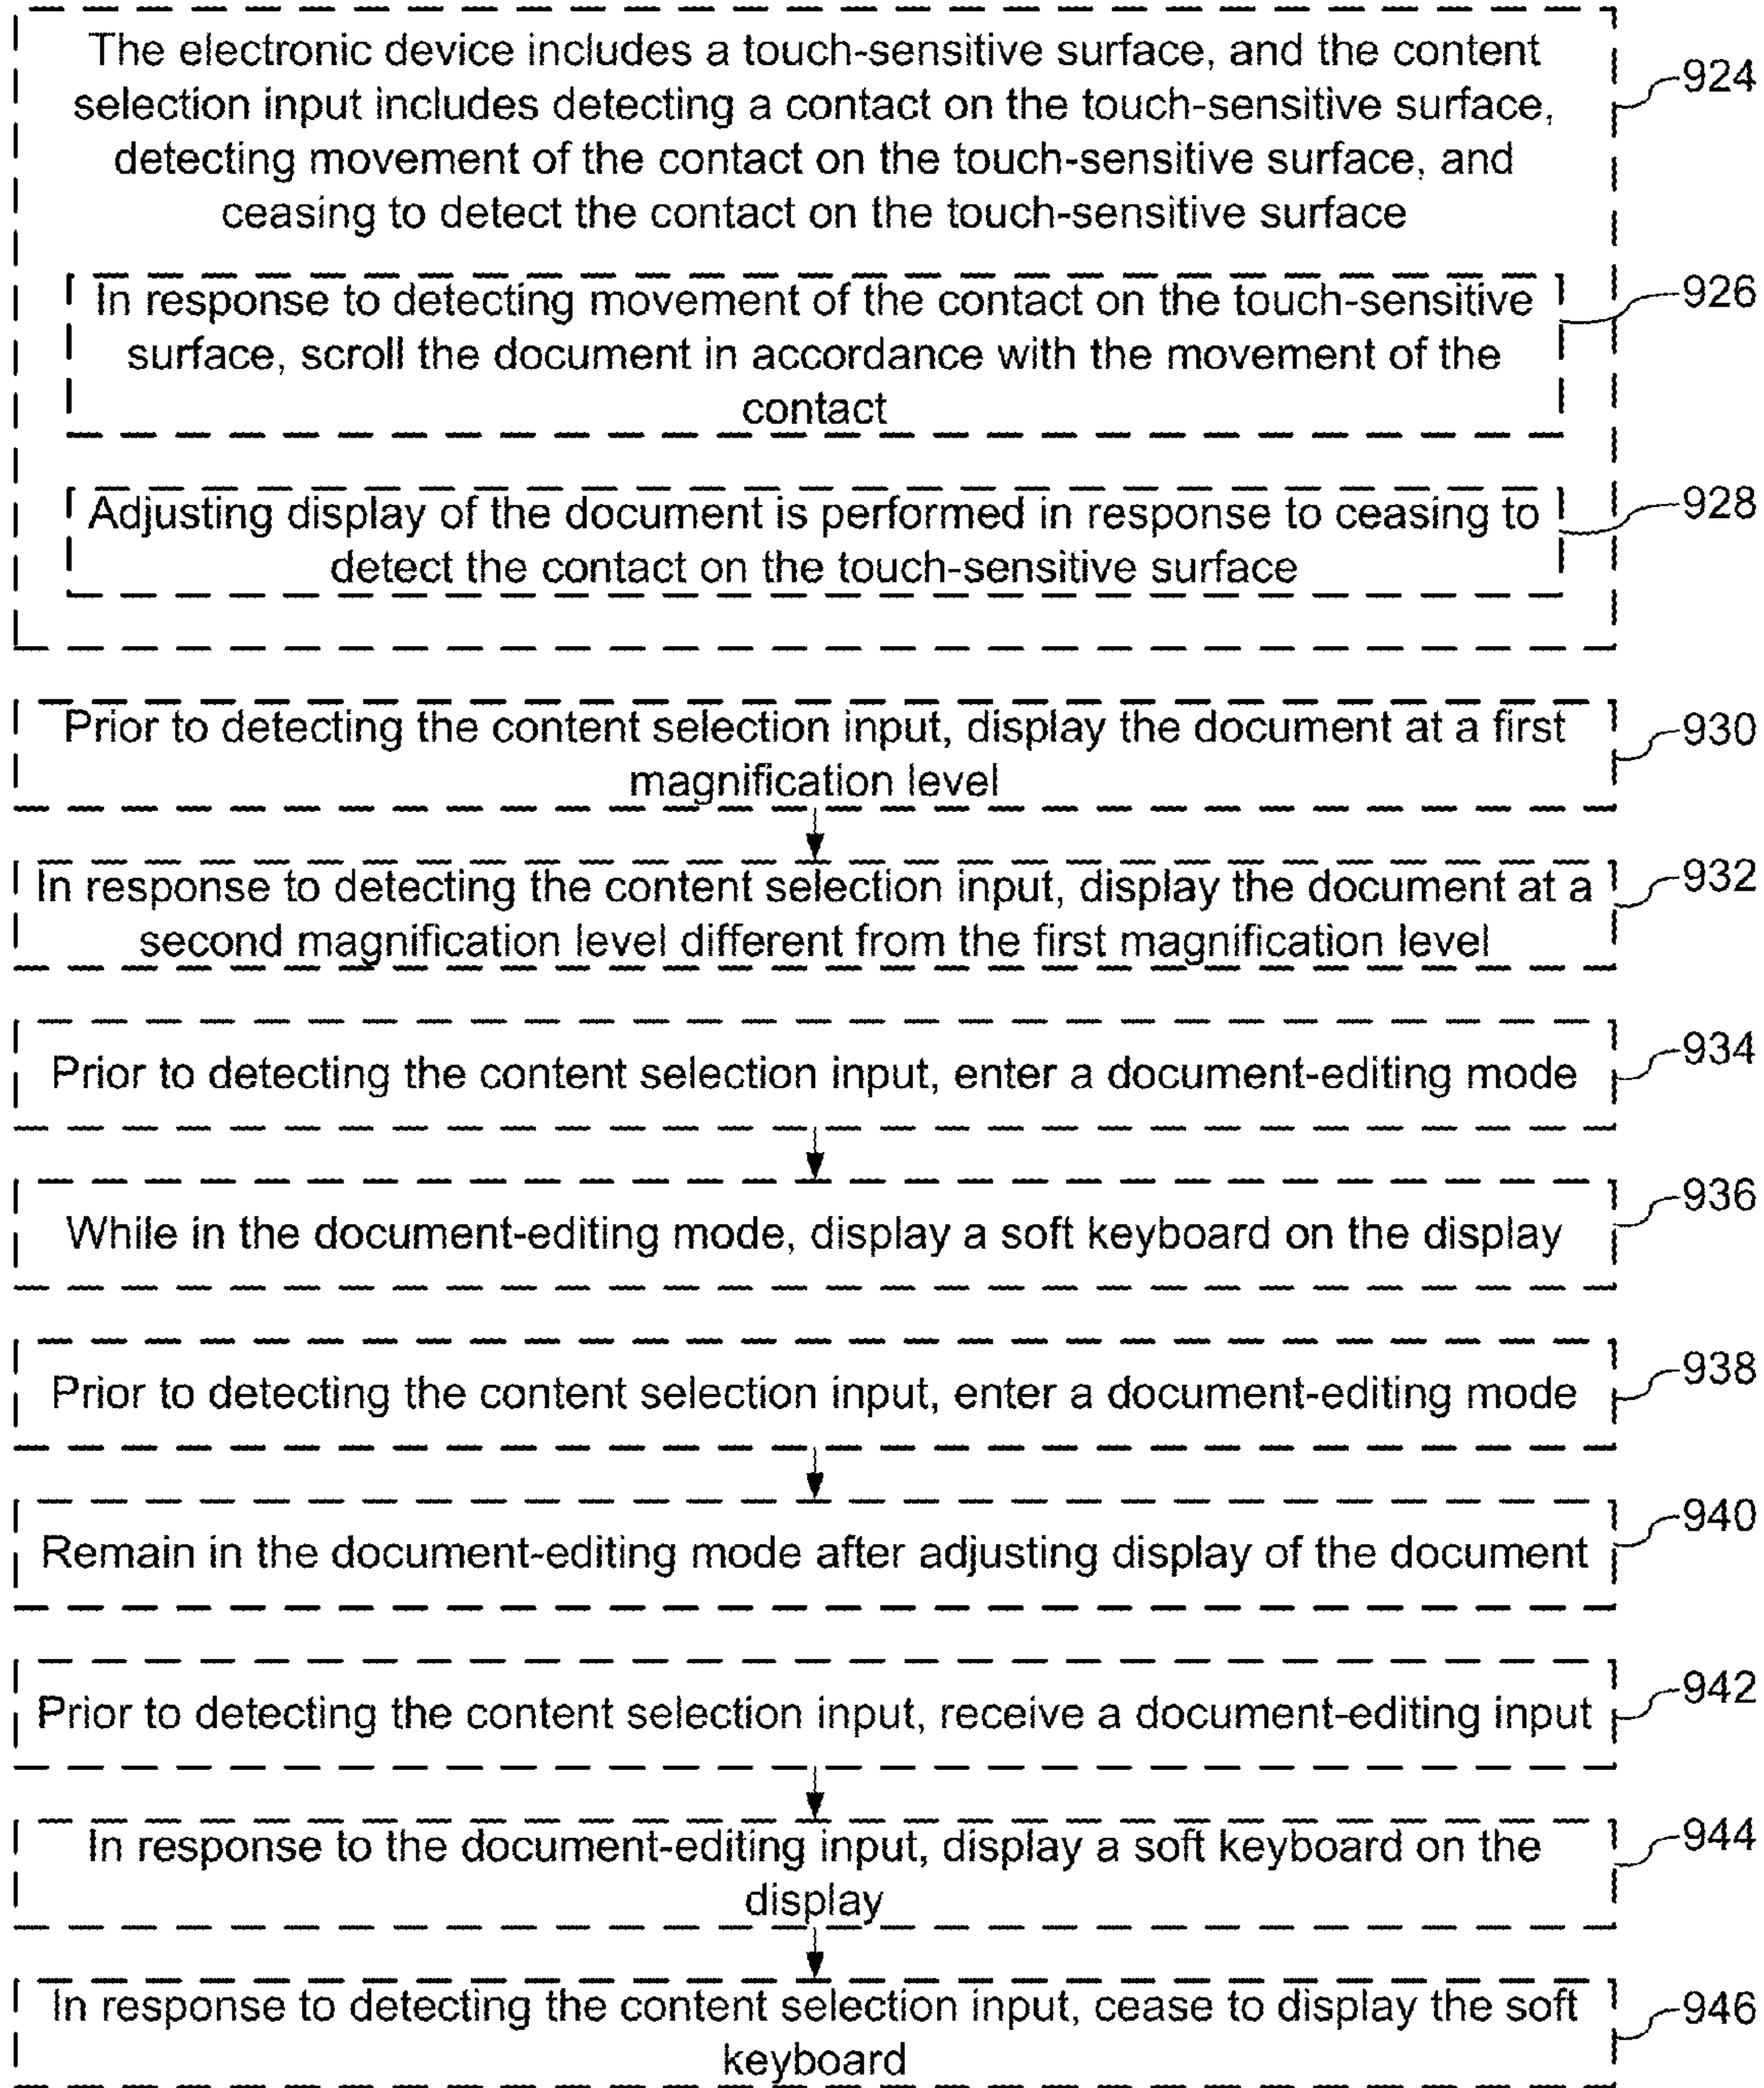 The electronic device includes a touch-sensitive surface, and the content
selection input includes detecting a contact on the touch-sensitive surface,
detecting movement of the contact on the touch-sensitive surface, and
ceasing to detect the contact on the touch-sensitive surface
924
In response to detecting movement of the contact on the touch-sensitive
surface, scroll the document in accordance with the movement of the
contact
926
Adjusting display of the document is performed in response to ceasing to
detect the contact on the touch-sensitive surface
928
Prior to detecting the content selection input, display the document at a first
magnification level
930
In response to detecting the content selection input, display the document at a
second magnification level different from the first magnification level
932
Prior to detecting the content selection input, enter a document-editing mode
934
While in the document-editing mode, display a soft keyboard on the display
936
Prior to detecting the content selection input, enter a document-editing mode
938
Remain in the document-editing mode after adjusting display of the document
940
Prior to detecting the content selection input, receive a document-editing input
942
In response to the document-editing input, display a soft keyboard on the
display
944
In response to detecting the content selection input, cease to display the soft
keyboard
946